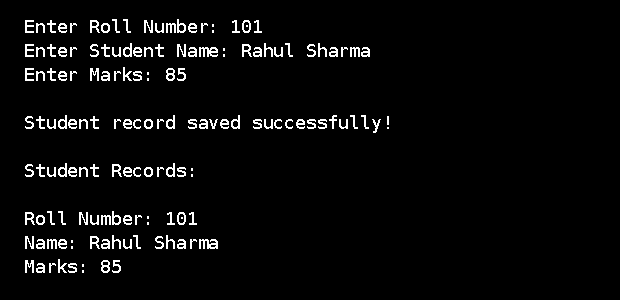 Enter Roll Number: 101
Enter Student Name: Rahul Sharma
Enter Marks: 85
Student record saved successfully!
Student Records:
Roll Number: 101
Name: Rahul Sharma
Marks: 85